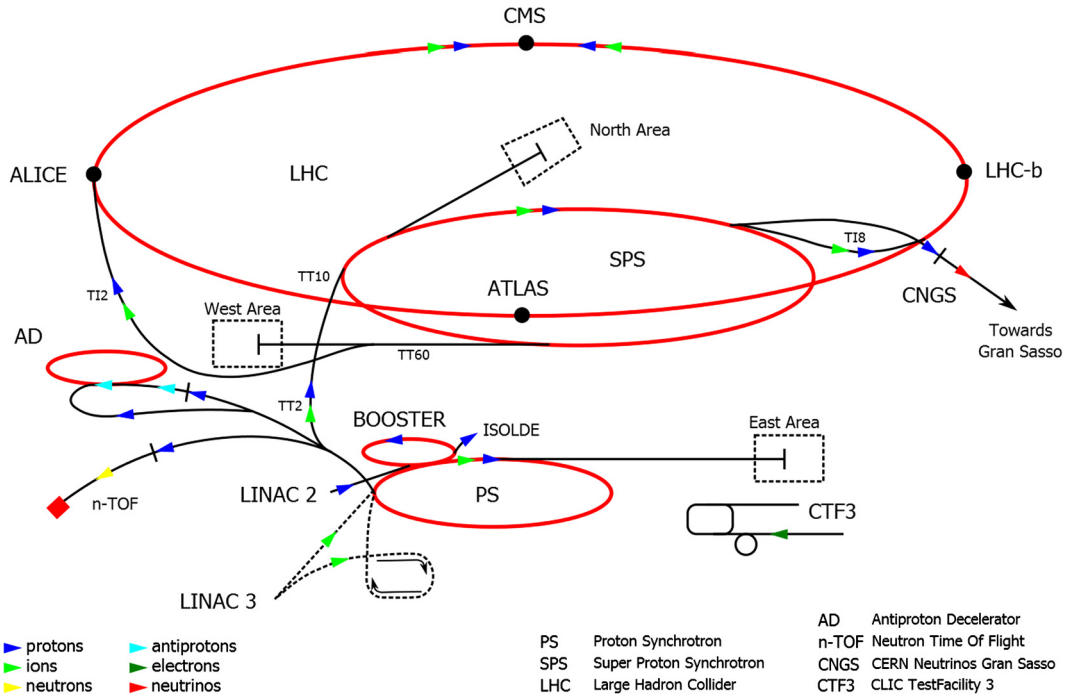 CMS
North Area
ALICE
LHC
LHC-b
SPS
TI8
TT10
ATLAS
CNGS
TI2
West Area
Towards
Gran Sasso
AD
TT60
TT2
BOOSTER
ISOLDE
East Area
LINAC 2
PS
n-TOF
CTF3
LINAC 3
protons
antiprotons
ions
electrons
neutrons
neutrinos
PS Proton Synchrotron
SPS Super Proton Synchrotron
LHC Large Hadron Collider
AD Antiproton Decelerator
n-TOF Neutron Time Of Flight
CNGS CERN Neutrinos Gran Sasso
CTF3 CLIC TestFacility 3